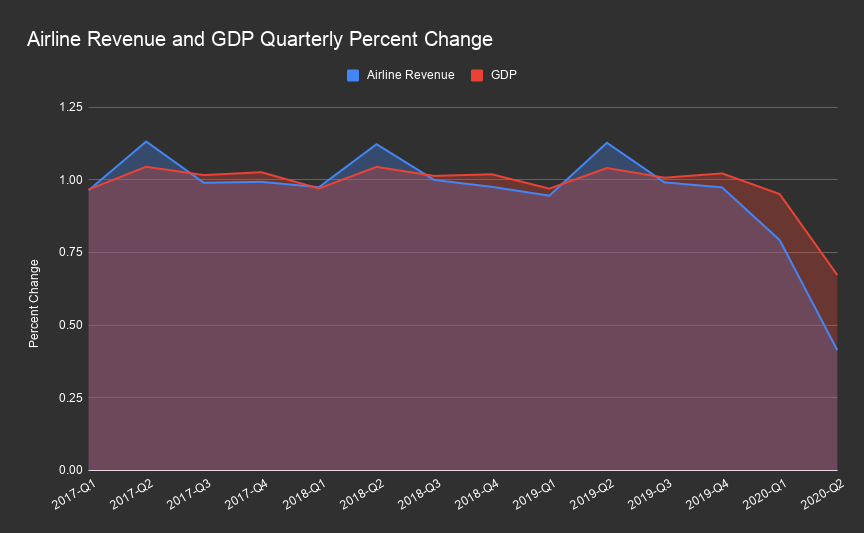 Airline Revenue and GDP Quarterly Percent Change
Airline Revenue
GDP
1.25
1.00
0.75
0.50
0.25
0.00
Percent Change
2017-Q1
2017-Q2
2017-Q3
2017-Q4
2018-Q1
2018-Q2
2018-Q3
2018-Q4
2019-Q1
2019-Q2
2019-Q3
2019-Q4
2020-Q1
2020-Q2